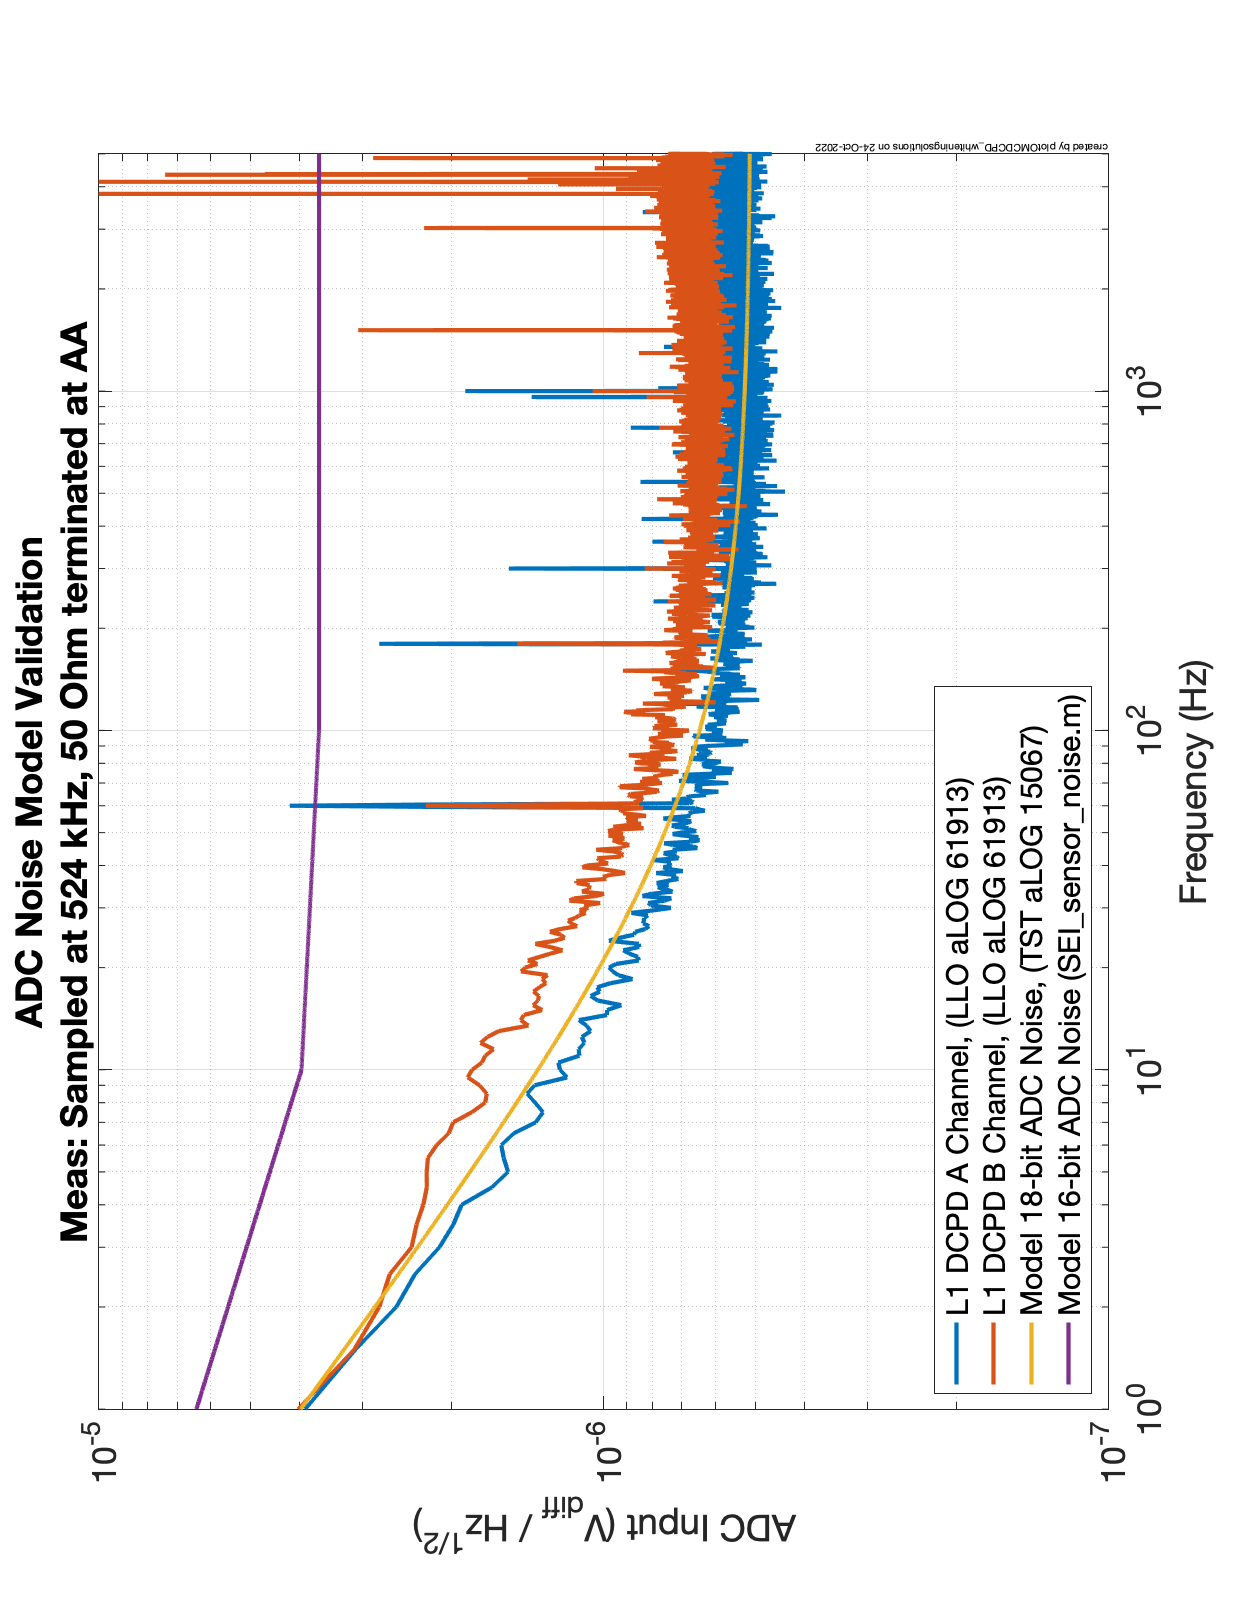 ADC Noise Model Validation
Meas: Sampled at 524 kHz, 50 Ohm terminated at AA
created by plotOMCDCPD_whiteningsolutions on 24-Oct-2022
10^-5
10^-6
10^-7
ADC Input (V_diff / Hz^1/2)
L1 DCPD A Channel, (LLO aLOG 61913)
L1 DCPD B Channel, (LLO aLOG 61913)
Model 18-bit ADC Noise, (TST aLOG 15067)
Model 16-bit ADC Noise (SEI_sensor_noise.m)
10^0 10^1 10^2 10^3
Frequency (Hz)